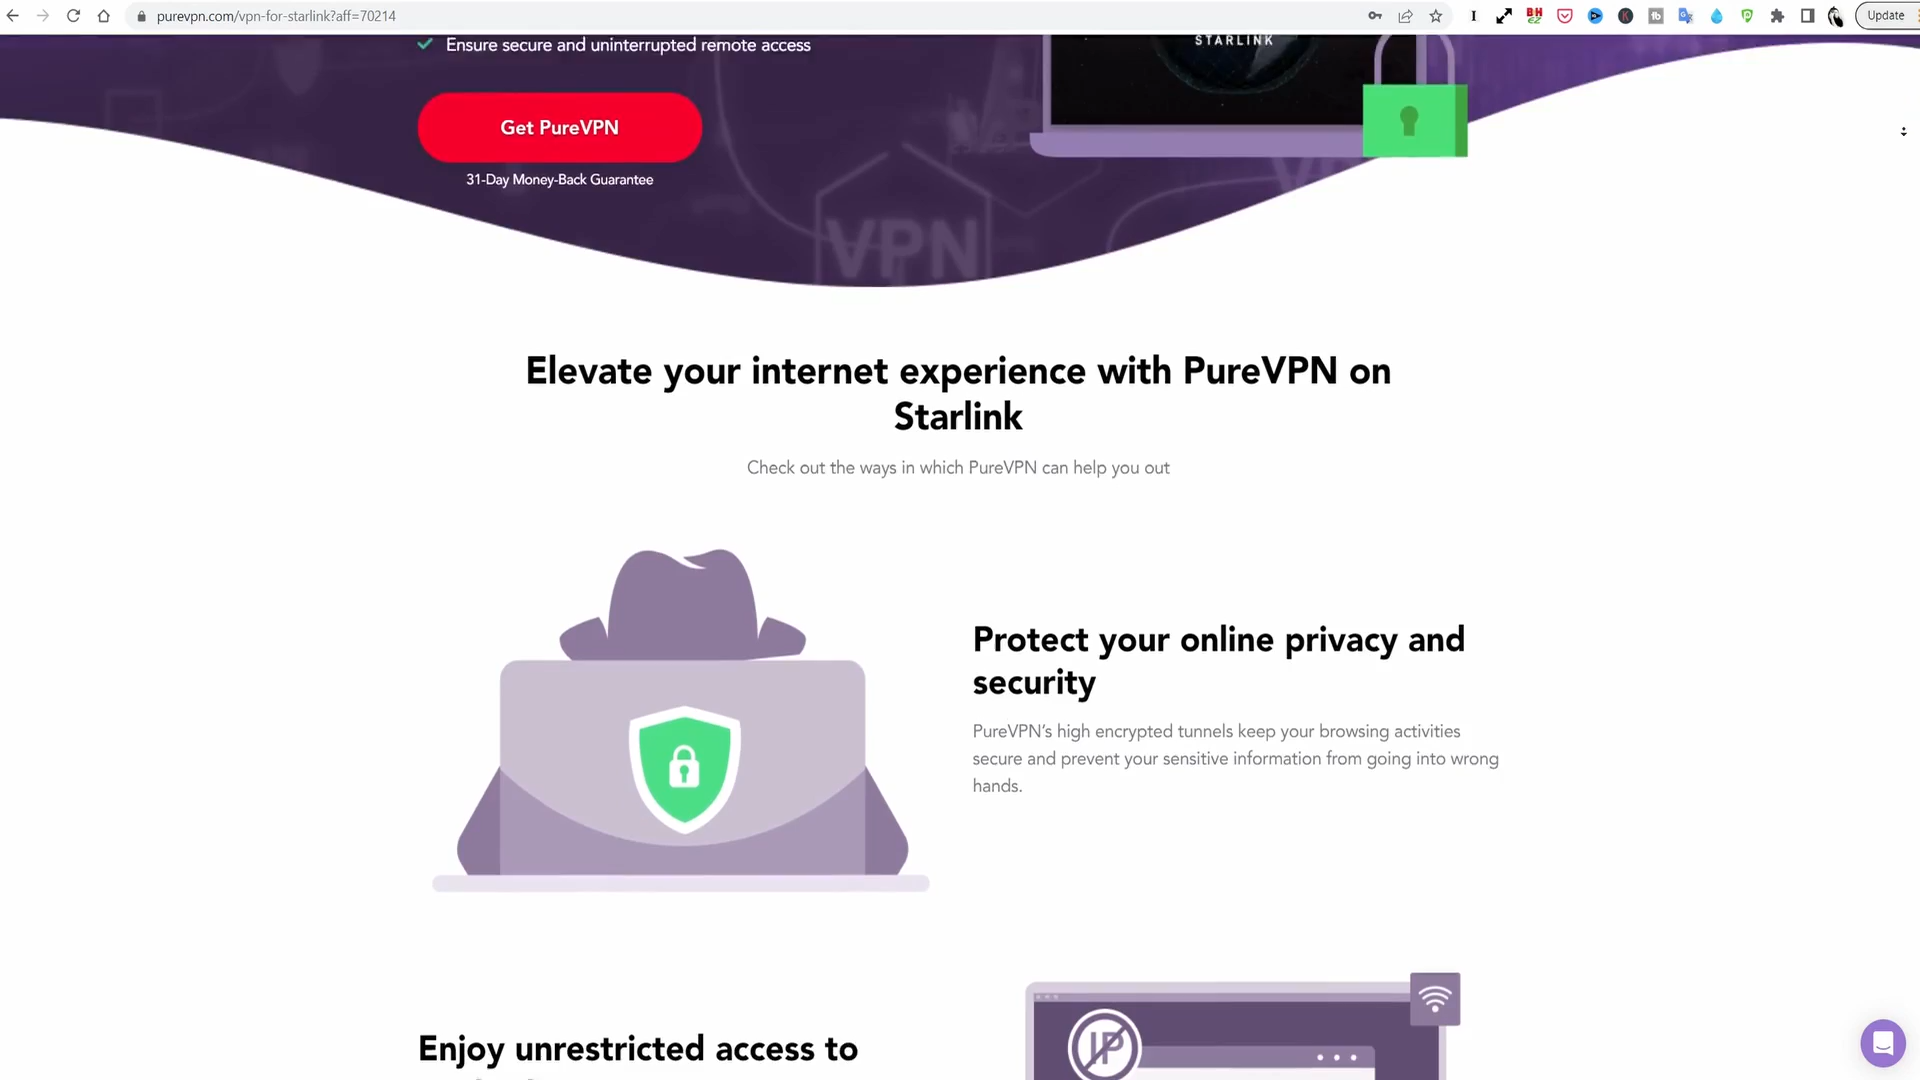 purevpn.com/vpn-for-starlink?aff=70214
Update
Ensure secure and uninterrupted remote access
STARLINK
Get PureVPN
31-Day Money-Back Guarantee
VPN
Elevate your internet experience with PureVPN on
Starlink
Check out the ways in which PureVPN can help you out
Protect your online privacy and
security
PureVPN's high encrypted tunnels keep your browsing activities
secure and prevent your sensitive information from going into wrong
hands.
IP
Enjoy unrestricted access to